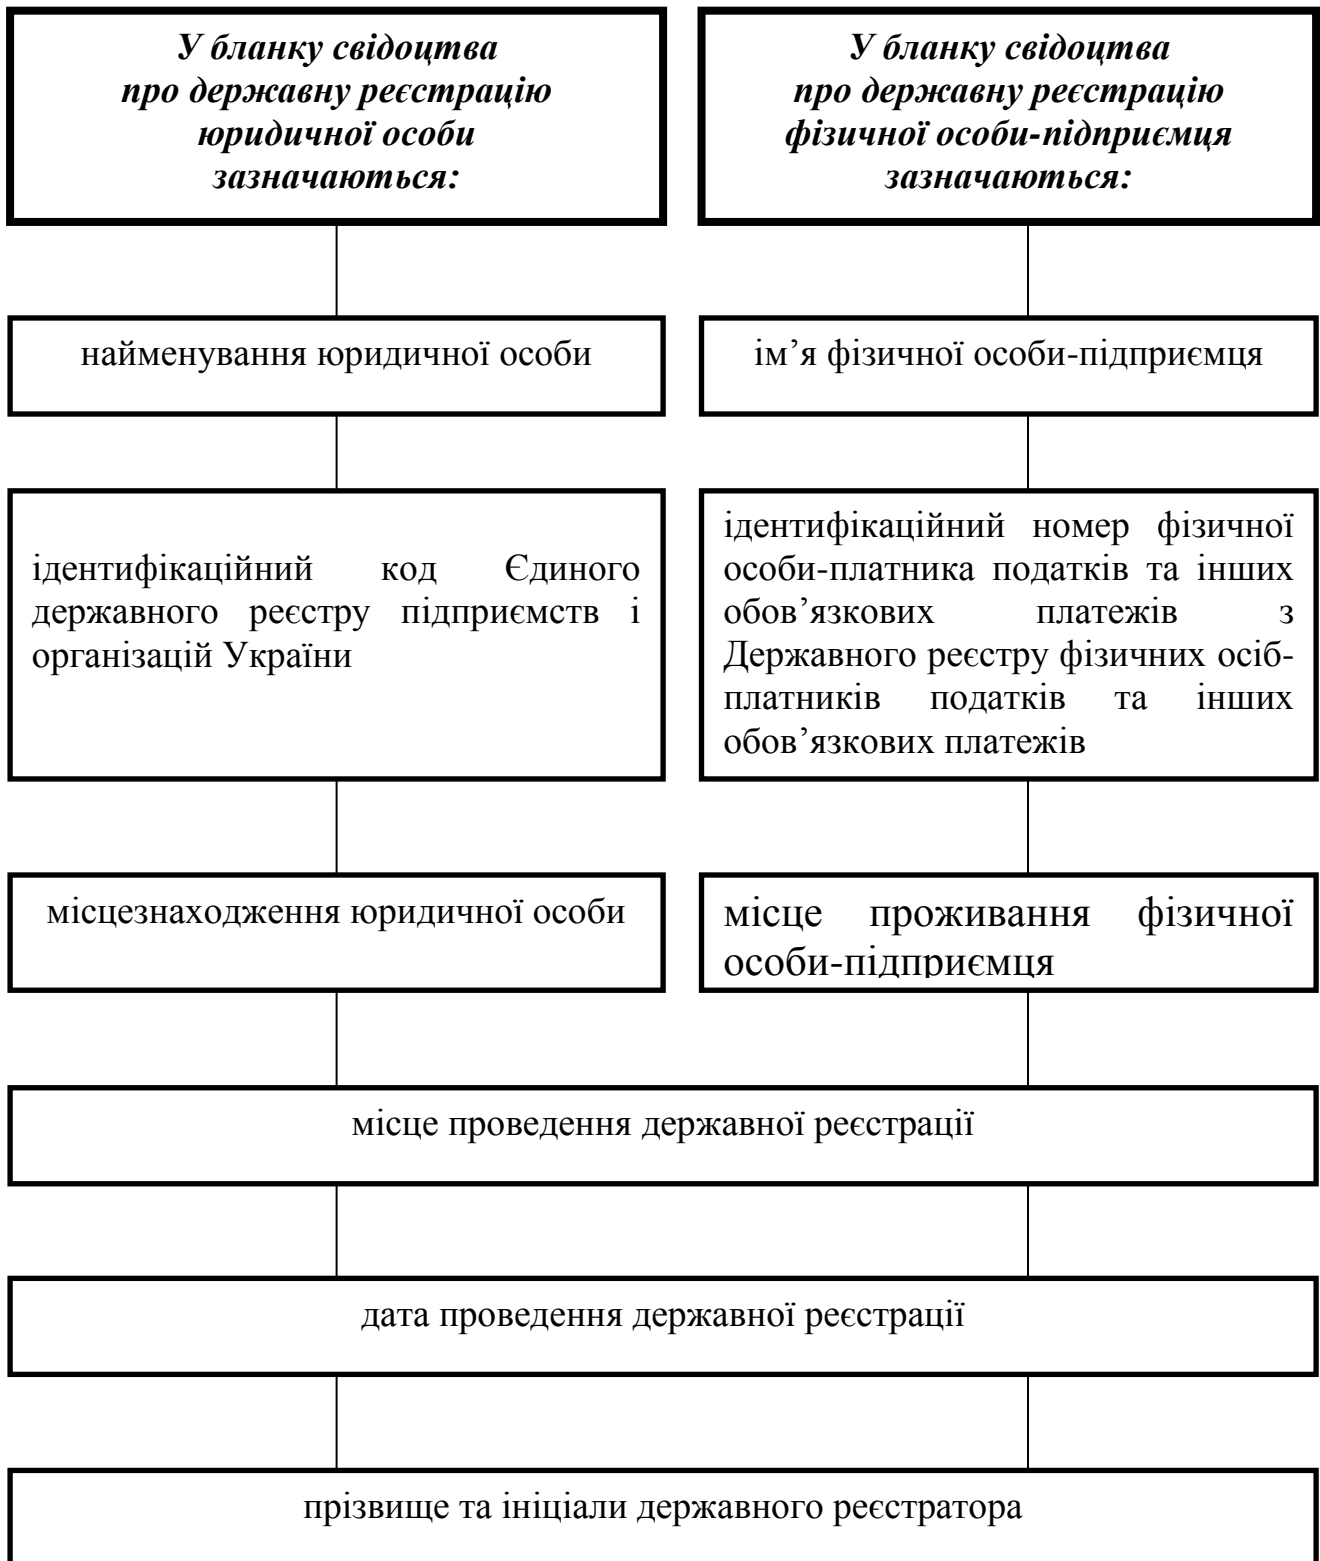 У бланку свідоцтва
про державну реєстрацію
юридичної особи
зазначаються:
У бланку свідоцтва
про державну реєстрацію
фізичної особи-підприємця
зазначаються:
найменування юридичної особи
ім’я фізичної особи-підприємця
ідентифікаційний код Єдиного
державного реєстру підприємств і
організацій України
ідентифікаційний номер фізичної
особи-платника податків та інших
обов’язкових платежів з
Державного реєстру фізичних осіб-
платників податків та інших
обов’язкових платежів
місцезнаходження юридичної особи
місце проживання фізичної
особи-підприємця
місце проведення державної реєстрації
дата проведення державної реєстрації
прізвище та ініціали державного реєстратора